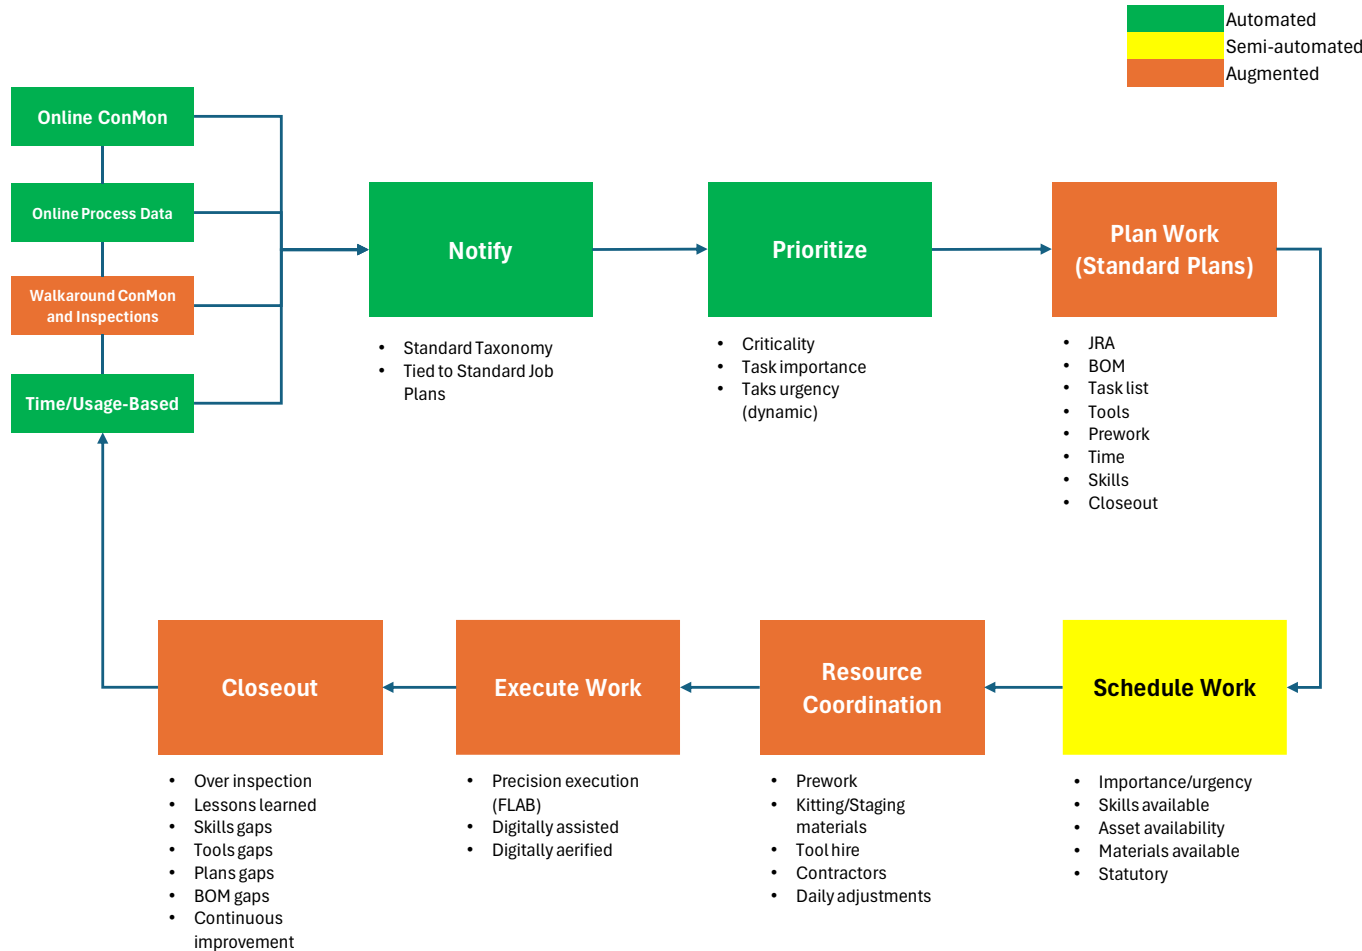 Automated
Semi-automated
Augmented
Online ConMon
Online Process Data
Walkaround ConMon
and Inspections
Time/Usage-Based
Notify
• Standard Taxonomy
• Tied to Standard Job
Plans
Prioritize
• Criticality
• Task importance
• Taks urgency
(dynamic)
Plan Work
(Standard Plans)
• JRA
• BOM
• Task list
• Tools
• Prework
• Time
• Skills
• Closeout
Closeout
• Over inspection
• Lessons learned
• Skills gaps
• Tools gaps
• Plans gaps
• BOM gaps
• Continuous
improvement
Execute Work
• Precision execution
(FLAB)
• Digitally assisted
• Digitally aerified
Resource
Coordination
• Prework
• Kitting/Staging
materials
• Tool hire
• Contractors
• Daily adjustments
Schedule Work
• Importance/urgency
• Skills available
• Asset availability
• Materials available
• Statutory